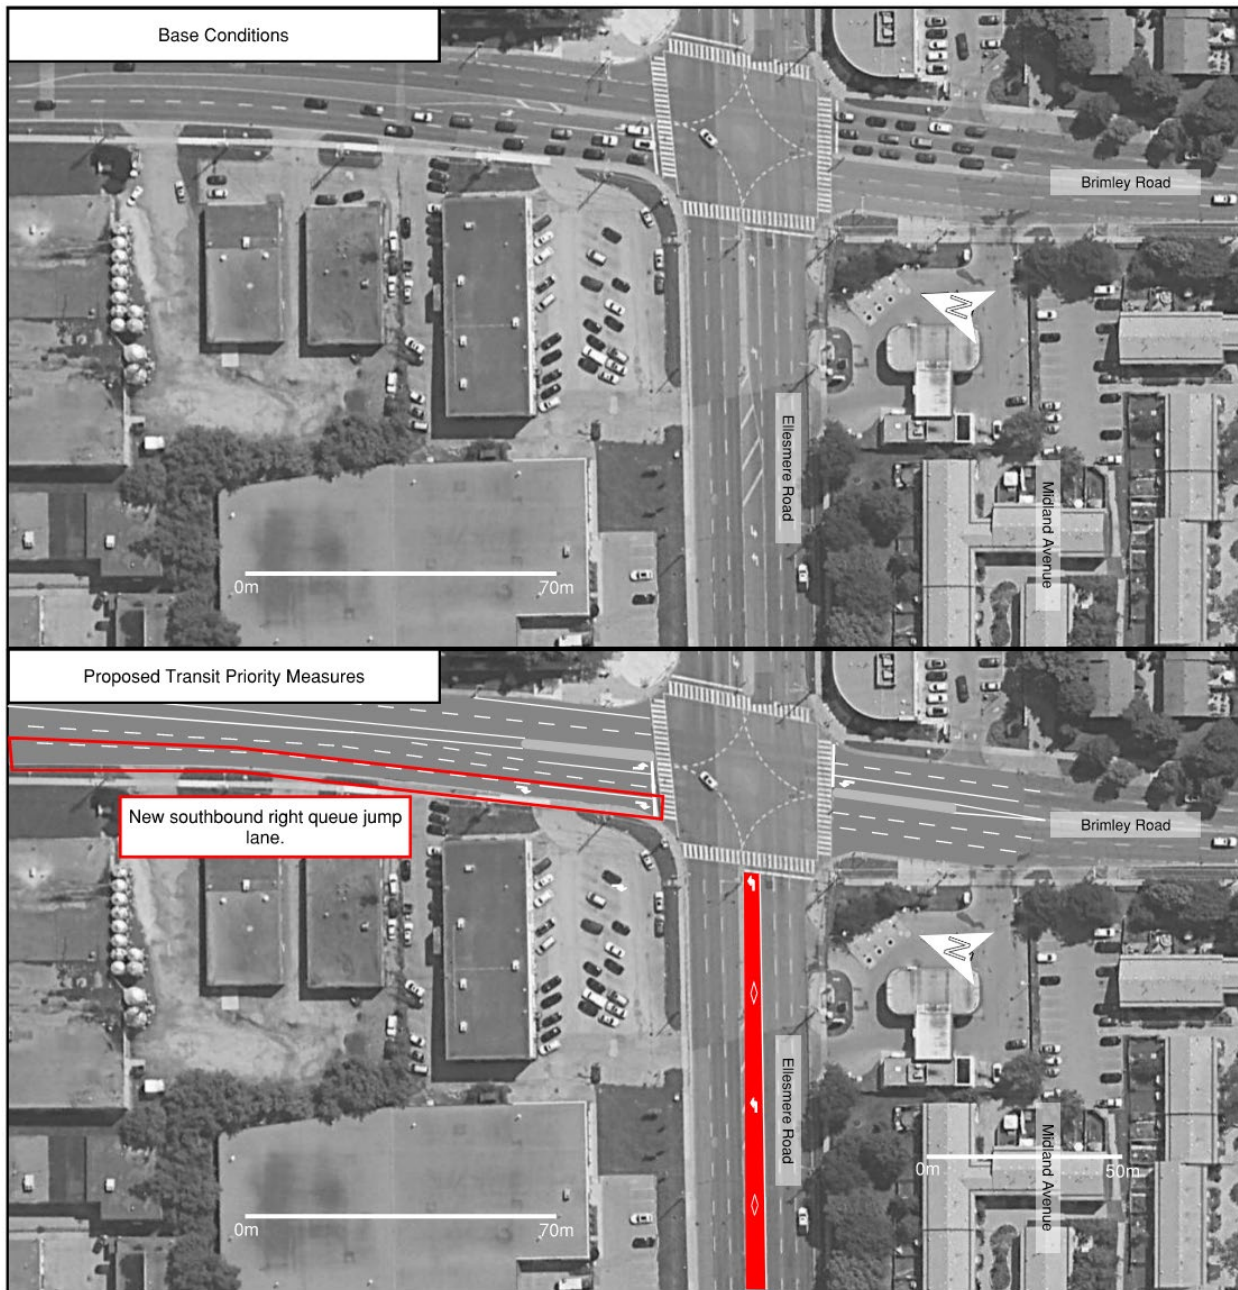 Base Conditions
Brimley Road
N
Ellesmere Road
Midland Avenue
0m
70m
Proposed Transit Priority Measures
New southbound right queue jump
lane.
Brimley Road
N
Ellesmere Road
Midland Avenue
0m
50m
0m
70m